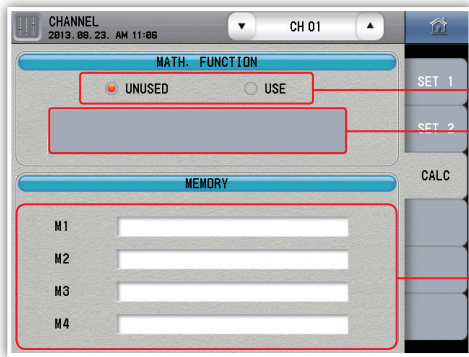 CHANNEL
2013.08.23. AM 11:06
CH 01
MATH. FUNCTION
UNUSED
USE
SET 1
SET 2
CALC
MEMORY
M1
M2
M3
M4